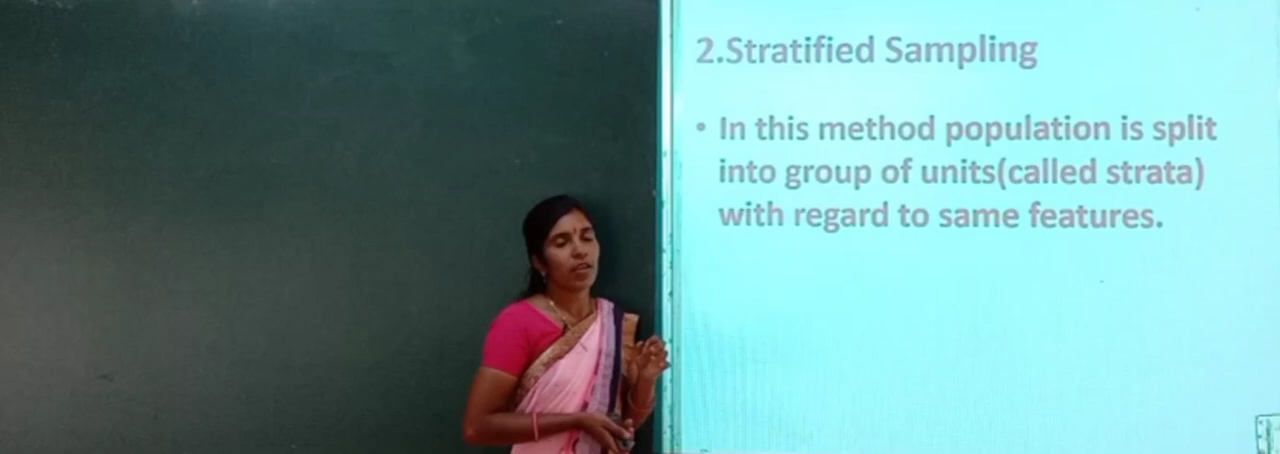 2.Stratified Sampling
• In this method population is split
into group of units(called strata)
with regard to same features.